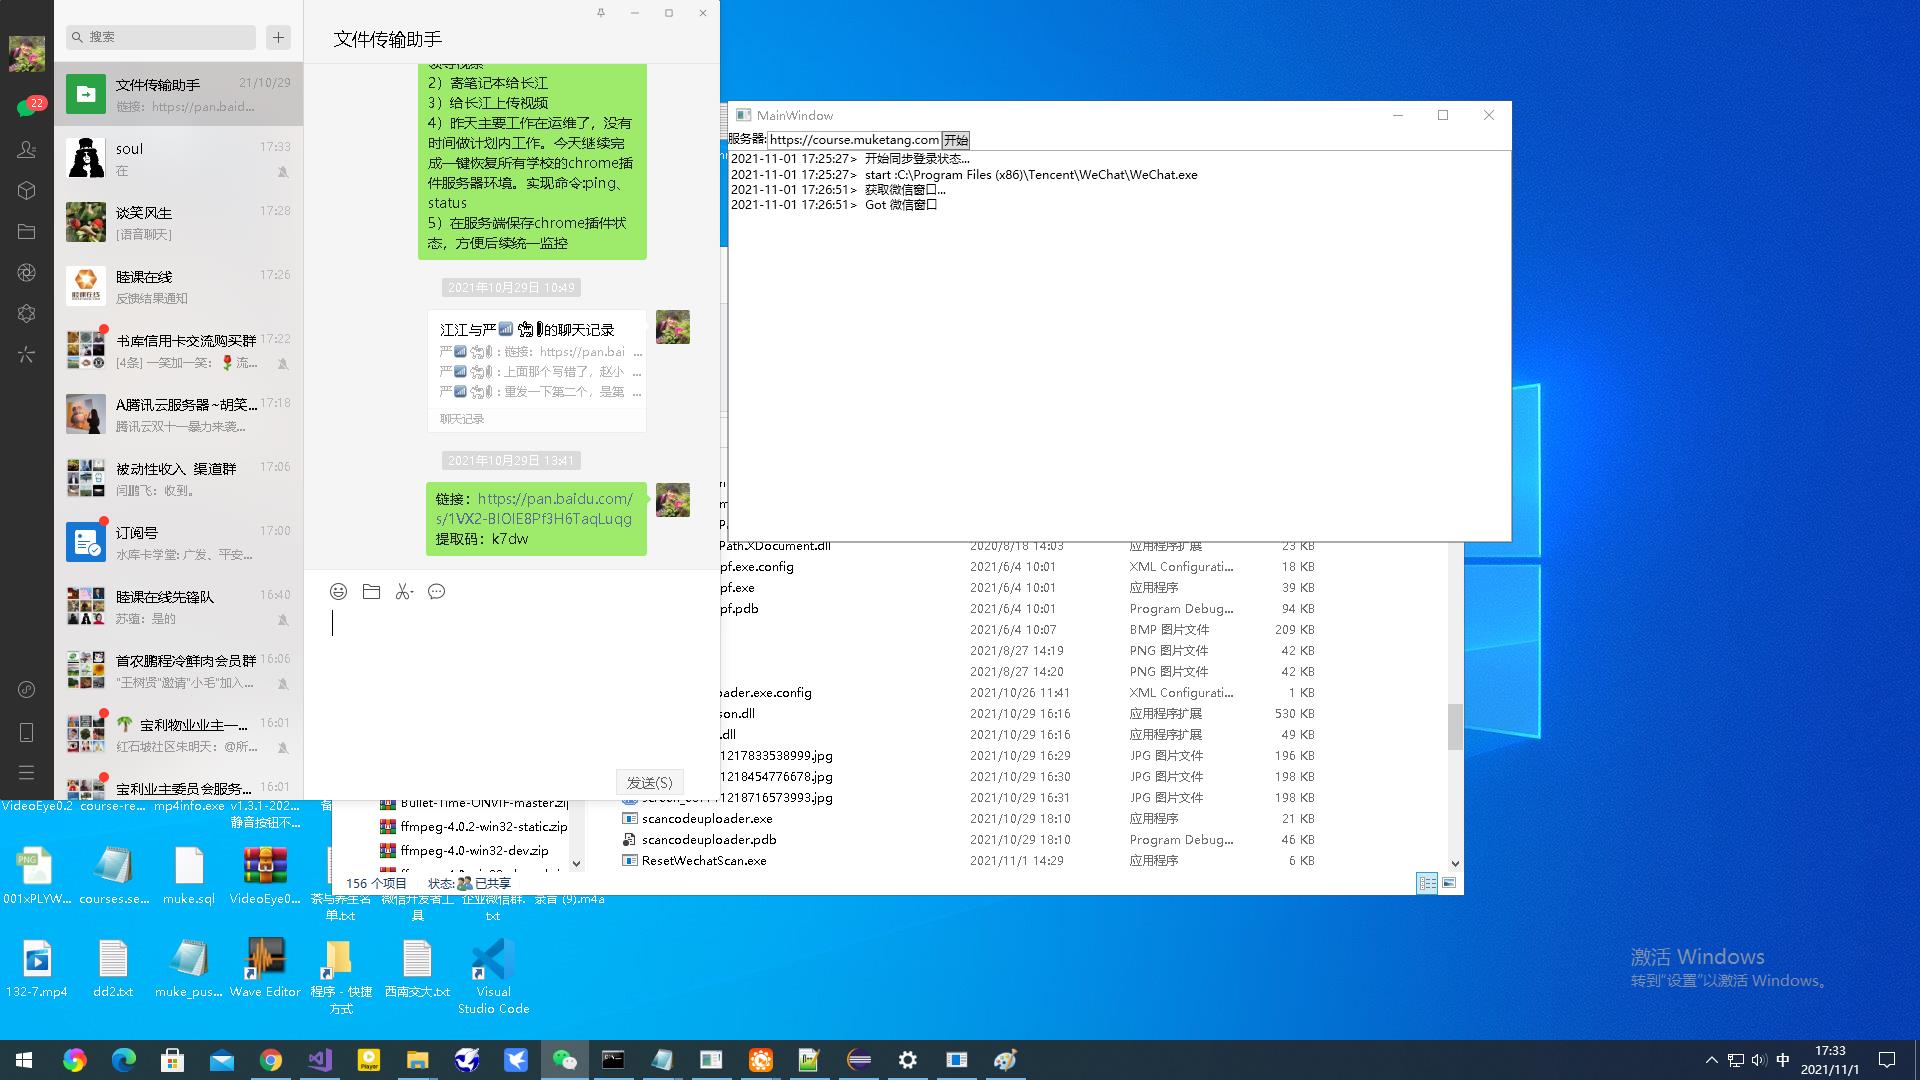 搜索
文件传输助手
21/10/29
链接：https://pan.baid...
22
soul
17:33
在
谈笑风生
17:28
[语音聊天]
睦课在线
17:26
反馈结果通知
书库信用卡交流购买群
17:22
[4条] 一笑加一笑：🌹流...
A腾讯云服务器~胡笑...
17:18
腾讯云双十一暴力来袭...
被动性收入 渠道群
17:06
闫鹏飞：收到。
订阅号
17:00
水库卡学堂: 广发、平安...
睦课在线先锋队
16:40
苏蕴：是的
首农鹏程冷鲜肉会员群
16:06
"王树贤"邀请"小毛"加入...
🌴 宝利物业业主一...
16:01
红石坡社区朱明天：@所...
宝利业主委员会服务...
16:01
文件传输助手
2）寄笔记本给长江
3）给长江上传视频
4）昨天主要工作在运维了，没有
时间做计划内工作。今天继续完
成一键恢复所有学校的chrome插
件服务器环境。实现命令:ping、
status
5）在服务端保存chrome插件状
态，方便后续统一监控
2021年10月29日 10:49
江江与严的聊天记录
严：链接：https://pan.bai ...
严：上面那个写错了，赵小 ...
严：重发一下第二个，是第 ...
聊天记录
2021年10月29日 13:41
链接：https://pan.baidu.com/
s/1VX2-BIOIE8Pf3H6TaqLuqg
提取码：k7dw
发送(S)
MainWindow
服务器:
https://course.muketang.com
开始
2021-11-01 17:25:27> 开始同步登录状态...
2021-11-01 17:25:27> start :C:\Program Files (x86)\Tencent\WeChat\WeChat.exe
2021-11-01 17:26:51> 获取微信窗口...
2021-11-01 17:26:51> Got 微信窗口
Path.XDocument.dll 2020/8/18 14:03 应用程序扩展 23 KB
pf.exe.config 2021/6/4 10:01 XML Configurati... 18 KB
pf.exe 2021/6/4 10:01 应用程序 39 KB
pf.pdb 2021/6/4 10:01 Program Debug... 94 KB
2021/6/4 10:07 BMP 图片文件 209 KB
2021/8/27 14:19 PNG 图片文件 42 KB
2021/8/27 14:20 PNG 图片文件 42 KB
ader.exe.config 2021/10/26 11:41 XML Configurati... 1 KB
son.dll 2021/10/29 16:16 应用程序扩展 530 KB
.dll 2021/10/29 16:16 应用程序扩展 49 KB
1217833538999.jpg 2021/10/29 16:29 JPG 图片文件 196 KB
1218454776678.jpg 2021/10/29 16:30 JPG 图片文件 198 KB
1218716573993.jpg 2021/10/29 16:31 JPG 图片文件 198 KB
scancodeuploader.exe 2021/10/29 18:10 应用程序 21 KB
scancodeuploader.pdb 2021/10/29 18:10 Program Debug... 46 KB
ResetWechatScan.exe 2021/11/1 14:29 应用程序 6 KB
Bullet-Time-ONVIF-master.zip
ffmpeg-4.0.2-win32-static.zip
ffmpeg-4.0-win32-dev.zip
156 个项目
状态: 已共享
VideoEye0.2
course-re...
mp4info.exe
v1.3.1-202...
静音按钮不...
001xPLYW...
courses.se...
muke.sql
VideoEye0...
茶与养生名
单.txt
微信开发者工
具
企业微信群.
txt
录音 (9).m4a
132-7.mp4
dd2.txt
muke_pus...
Wave Editor
程序 - 快捷
方式
西南交大.txt
Visual
Studio Code
激活 Windows
转到"设置"以激活 Windows。
Player
中
17:33
2021/11/1